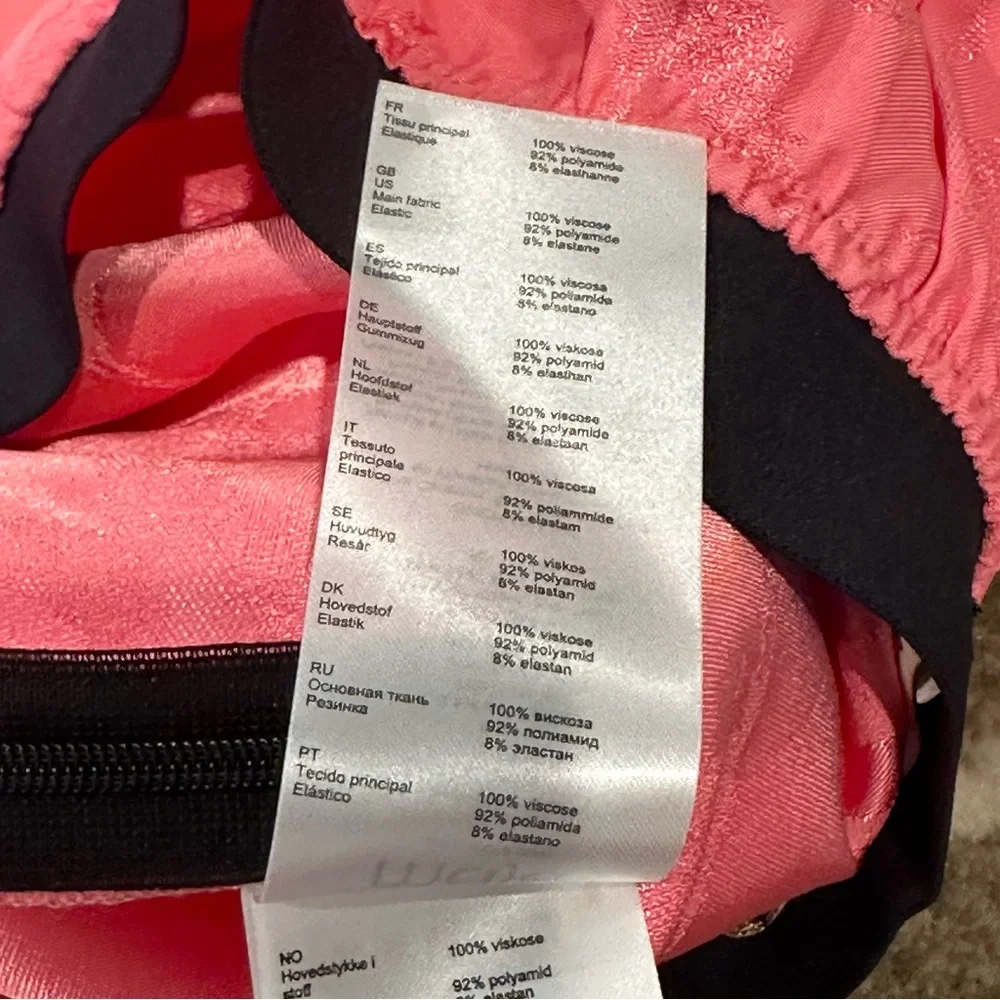 FR
Tissu principal 100% viscose
Elastique 92% polyamide
8% élasthanne
GB
US
Main fabric 100% viscose
Elastic 92% polyamide
8% elastane
ES
Tejido principal 100% viscosa
Elástico 92% poliamida
8% elastano
DE
Hauptstoff 100% viskose
Gummizug 92% polyamid
8% elasthan
NL
Hoofdstof 100% viscose
Elastiek 92% polyamide
8% elastaan
IT
Tessuto
principale 100% viscosa
Elastico 92% poliammide
8% elastam
SE
Huvudtyg 100% viskos
Resår 92% polyamid
8% elastan
DK
Hovedstof 100% viskose
Elastik 92% polyamid
8% elastan
RU
Основная ткань 100% вискоза
Резинка 92% полиамид
8% эластан
PT
Tecido principal 100% viscose
Elástico 92% poliamida
8% elastano
NO
Hovedstykke i 100% viskose
stoff 92% polyamid
8% elastan